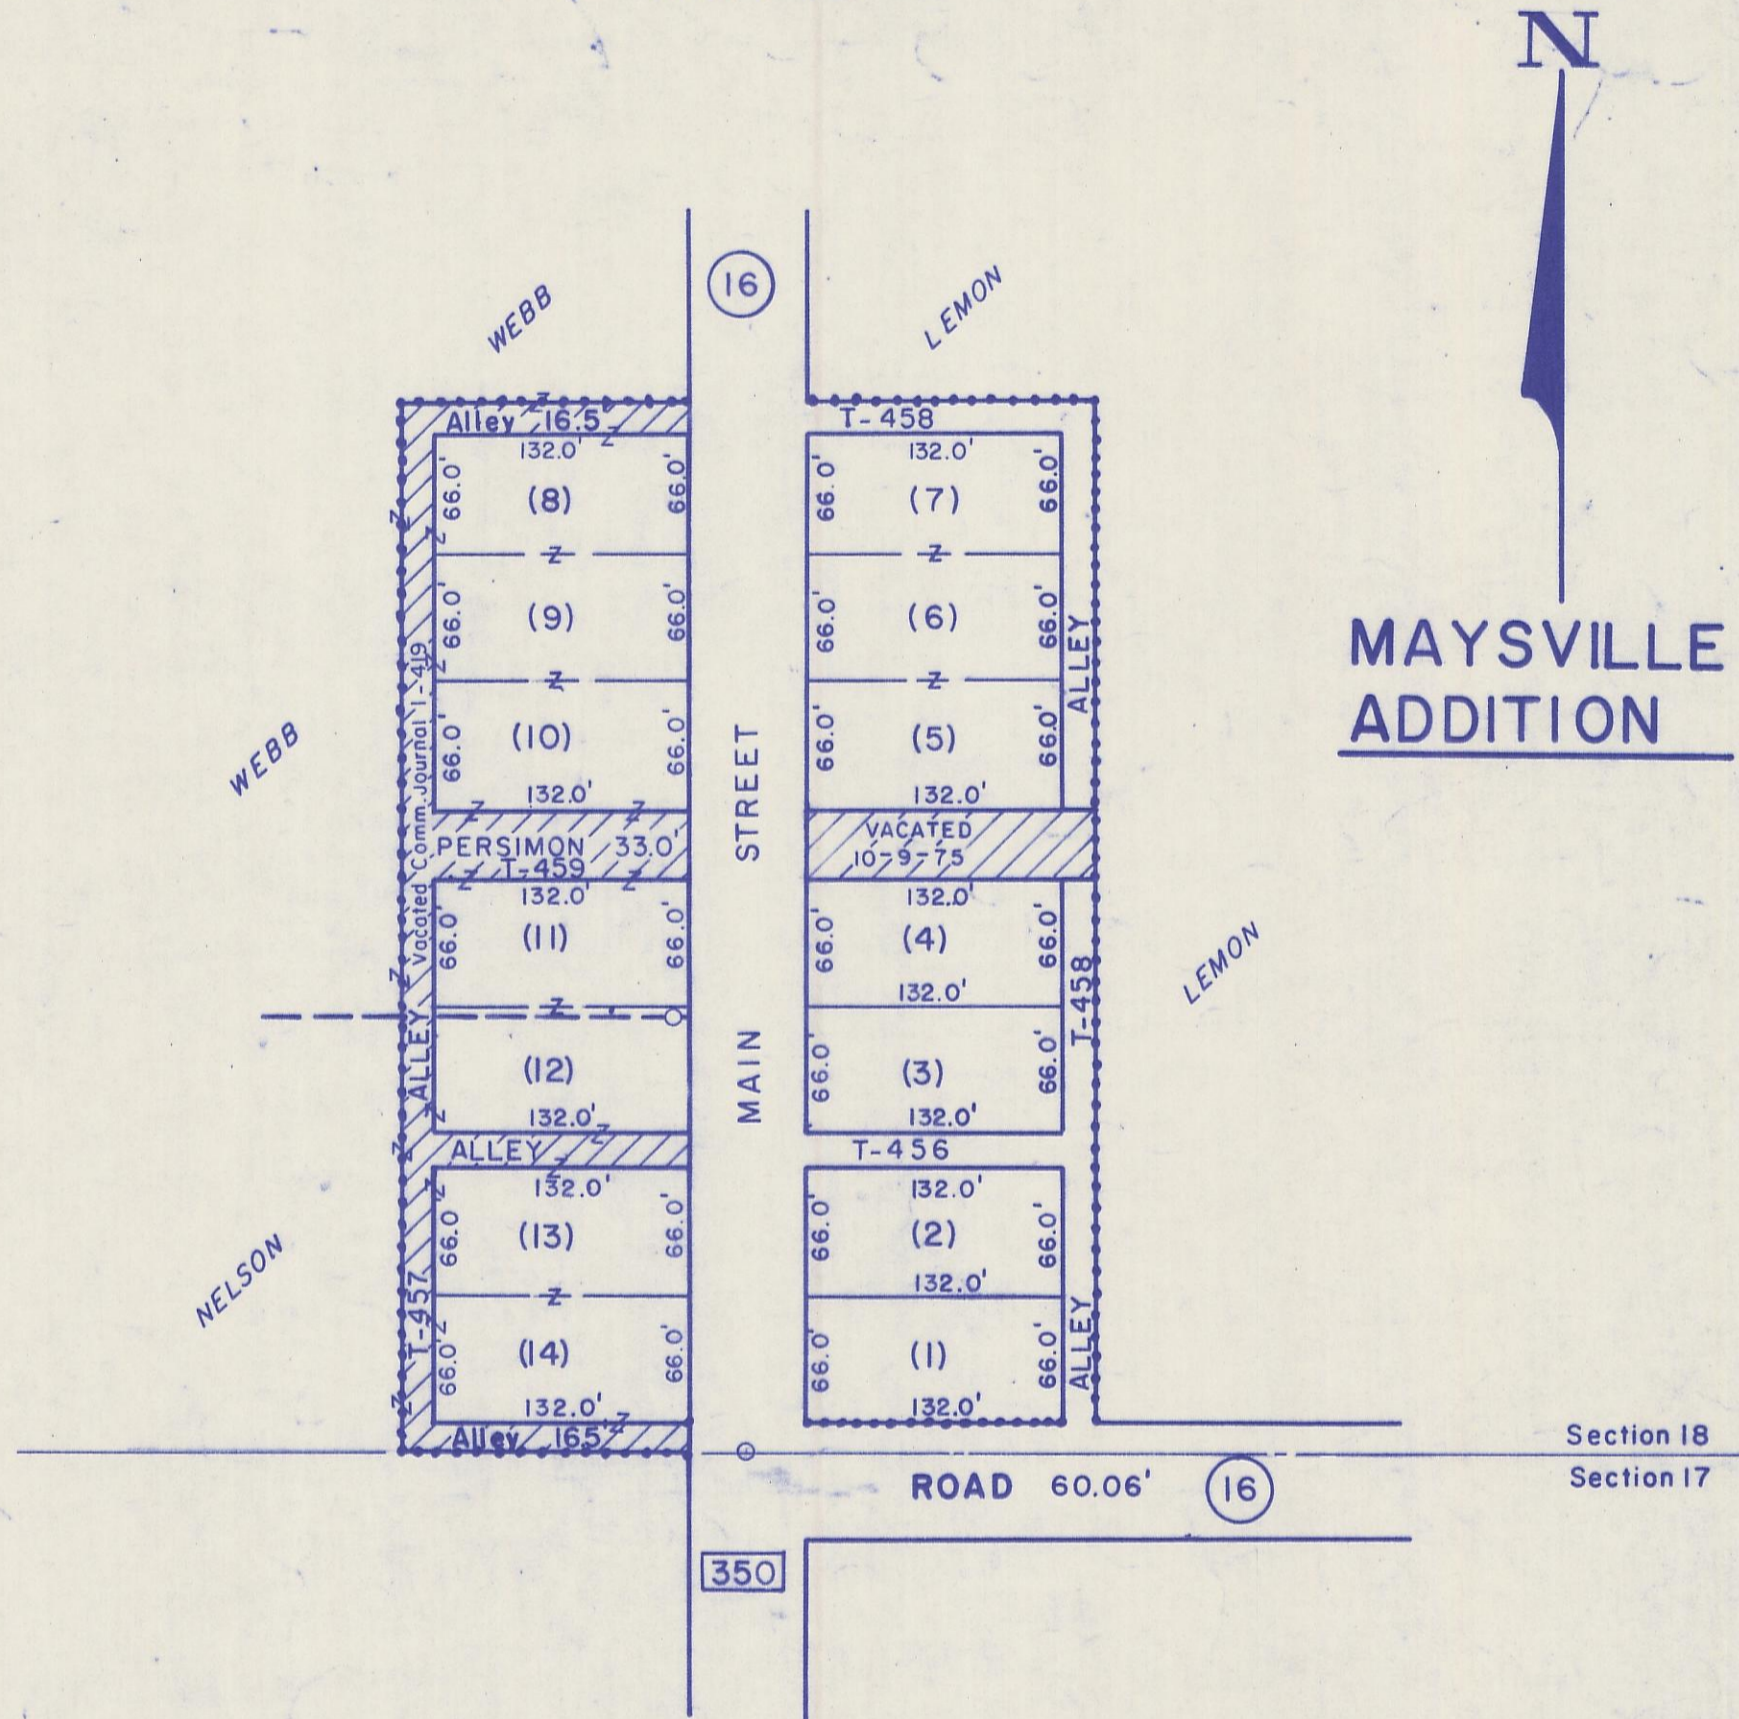 N
MAYSVILLE
ADDITION
16
WEBB
LEMON
Alley 16.5'
T-458
132.0'
132.0'
66.0'
(8)
66.0'
66.0'
(7)
66.0'
Z
Z
66.0'
(9)
66.0'
66.0'
(6)
66.0'
ALLEY
Z
Z
66.0'
(10)
66.0'
66.0'
(5)
66.0'
132.0'
132.0'
WEBB
STREET
PERSIMON 33.0'
T-459
VACATED
10-9-75
Vacated Comm. Journal 1-419
132.0'
132.0'
66.0'
(11)
66.0'
66.0'
(4)
66.0'
132.0'
LEMON
T-458
Z
ALLEY
(12)
MAIN
66.0'
(3)
66.0'
132.0'
132.0'
ALLEY
T-456
132.0'
132.0'
66.0'
(13)
66.0'
66.0'
(2)
66.0'
132.0'
NELSON
T-457
Z
66.0'
(14)
66.0'
66.0'
(1)
66.0'
ALLEY
132.0'
132.0'
Alley 16.5'
Section 18
Section 17
ROAD 60.06'
16
350